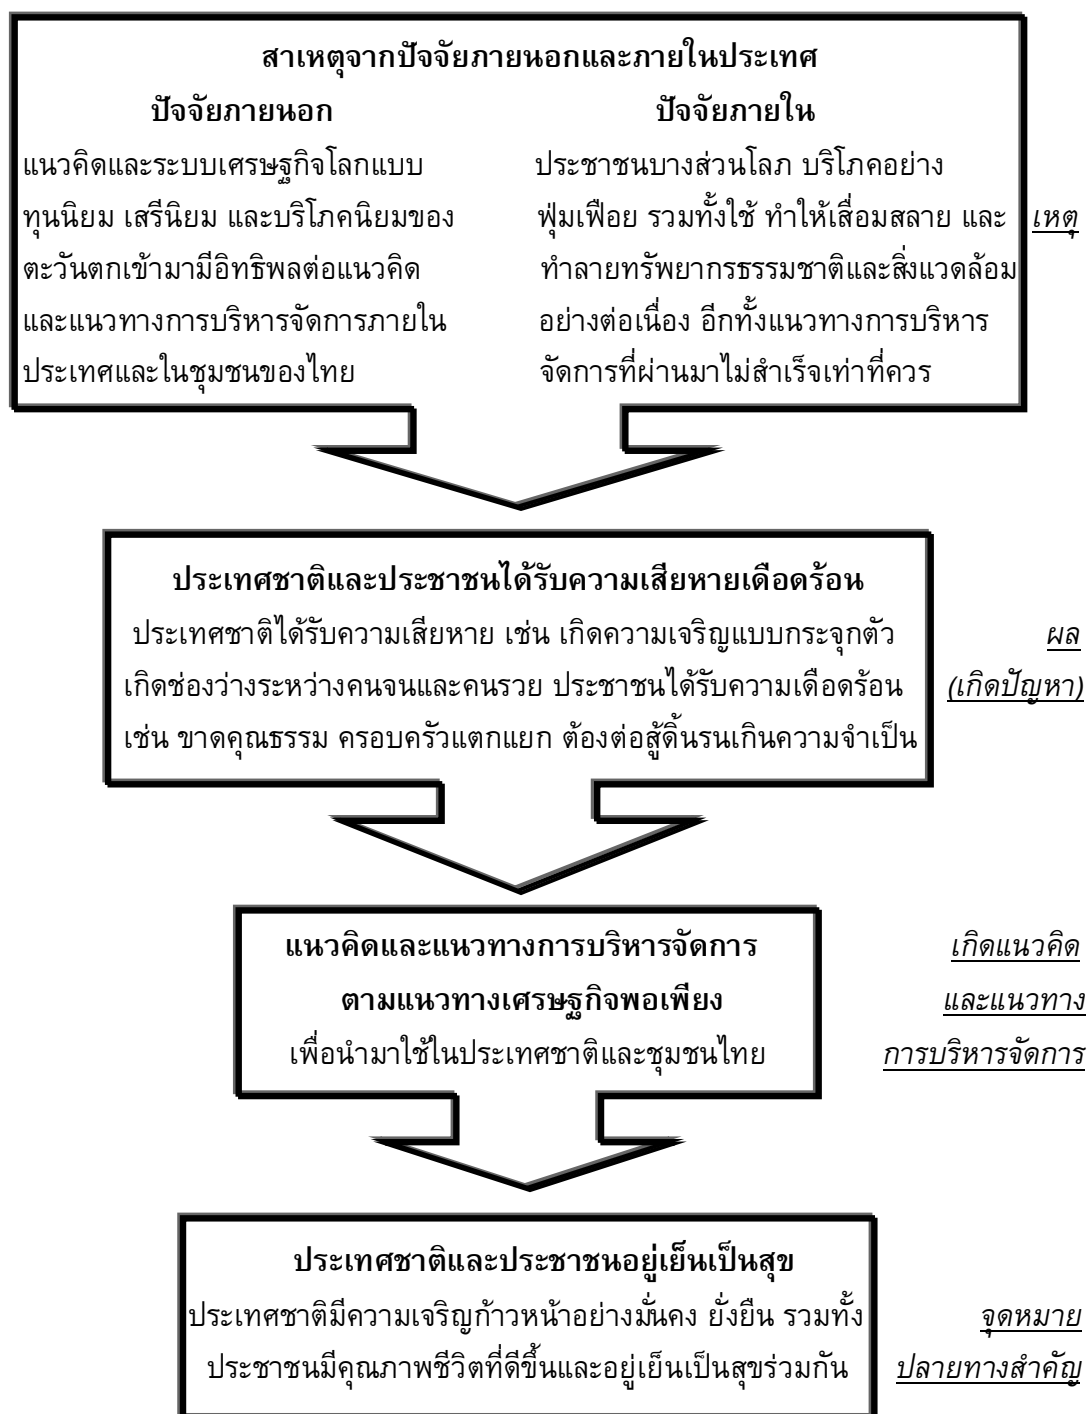 สาเหตุจากปัจจัยภายนอกและภายในประเทศ
ปัจจัยภายนอก
แนวคิดและระบบเศรษฐกิจโลกแบบ
ทุนนิยม เสรีนิยม และบริโภคนิยมของ
ตะวันตกเข้ามามีอิทธิพลต่อแนวคิด
และแนวทางการบริหารจัดการภายใน
ประเทศและในชุมชนของไทย
ปัจจัยภายใน
ประชาชนบางส่วนโลภ บริโภคอย่าง
ฟุ่มเฟือย รวมทั้งใช้ ทำให้เสื่อมสลาย และ
ทำลายทรัพยากรธรรมชาติและสิ่งแวดล้อม
อย่างต่อเนื่อง อีกทั้งแนวทางการบริหาร
จัดการที่ผ่านมาไม่สำเร็จเท่าที่ควร
เหตุ
ประเทศชาติและประชาชนได้รับความเสียหายเดือดร้อน
ประเทศชาติได้รับความเสียหาย เช่น เกิดความเจริญแบบกระจุกตัว
เกิดช่องว่างระหว่างคนจนและคนรวย ประชาชนได้รับความเดือดร้อน
เช่น ขาดคุณธรรม ครอบครัวแตกแยก ต้องต่อสู้ดิ้นรนเกินความจำเป็น
ผล
(เกิดปัญหา)
แนวคิดและแนวทางการบริหารจัดการ
ตามแนวทางเศรษฐกิจพอเพียง
เพื่อนำมาใช้ในประเทศชาติและชุมชนไทย
เกิดแนวคิด
และแนวทาง
การบริหารจัดการ
ประเทศชาติและประชาชนอยู่เย็นเป็นสุข
ประเทศชาติมีความเจริญก้าวหน้าอย่างมั่นคง ยั่งยืน รวมทั้ง
ประชาชนมีคุณภาพชีวิตที่ดีขึ้นและอยู่เย็นเป็นสุขร่วมกัน
จุดหมาย
ปลายทางสำคัญ